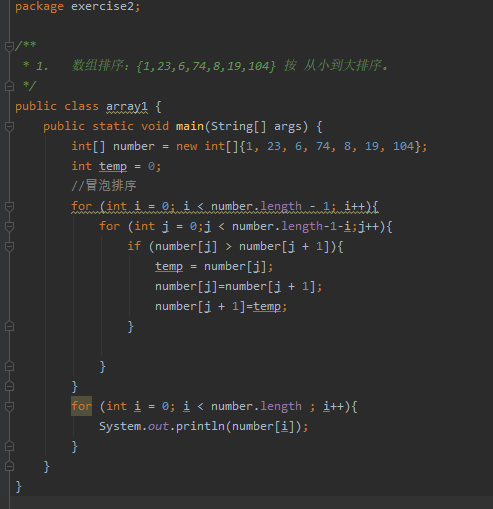 package exercise2;
/**
 * 1.   数组排序：{1,23,6,74,8,19,104} 按 从小到大排序。
 */
public class array1 {
    public static void main(String[] args) {
        int[] number = new int[]{1, 23, 6, 74, 8, 19, 104};
        int temp = 0;
        //冒泡排序
        for (int i = 0; i < number.length - 1; i++){
            for (int j = 0;j < number.length-1-i;j++){
                if (number[j] > number[j + 1]){
                    temp = number[j];
                    number[j]=number[j + 1];
                    number[j + 1]=temp;
                }
            }
        }
        for (int i = 0; i < number.length ; i++){
            System.out.println(number[i]);
        }
    }
}